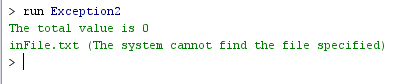 > run Exception2
The total value is 0
inFile.txt (The system cannot find the file specified)
>